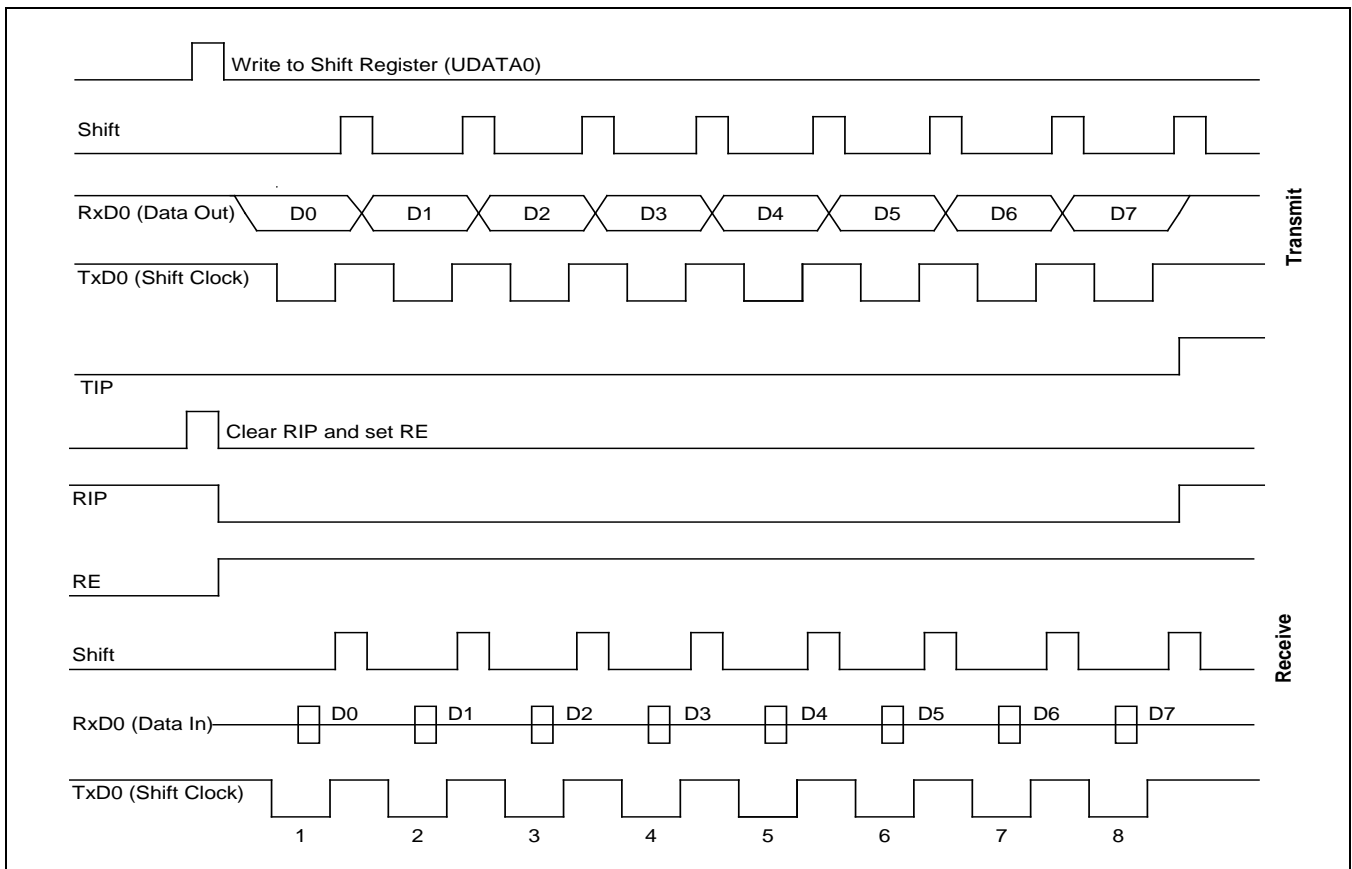 Write to Shift Register (UDATA0)
Shift
RxD0 (Data Out) D0 D1 D2 D3 D4 D5 D6 D7
TxD0 (Shift Clock)
TIP
Transmit
Clear RIP and set RE
RIP
RE
Shift
RxD0 (Data In) D0 D1 D2 D3 D4 D5 D6 D7
TxD0 (Shift Clock)
1 2 3 4 5 6 7 8
Receive